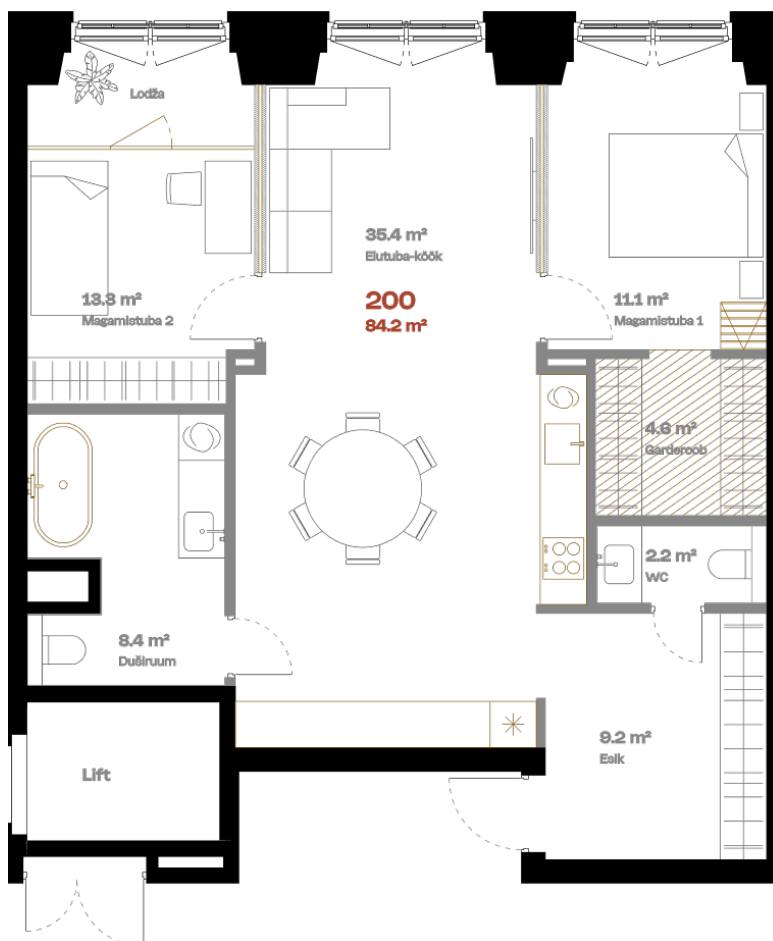 Lodža
35.4 m²
Elutuba-köök
200
84.2 m²
13.3 m²
Magamistuba 2
11.1 m²
Magamistuba 1
4.6 m²
Garderoob
2.2 m²
WC
8.4 m²
Duširuum
9.2 m²
Esik
Lift